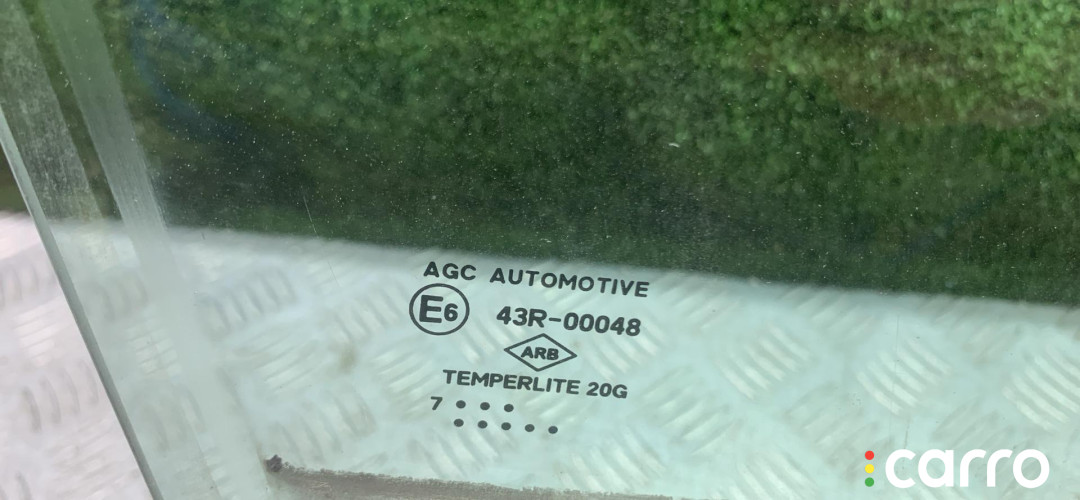 AGC AUTOMOTIVE
E6 43R-00048
ARB
TEMPERLITE 20G
7 • • •
• • • • •
carro